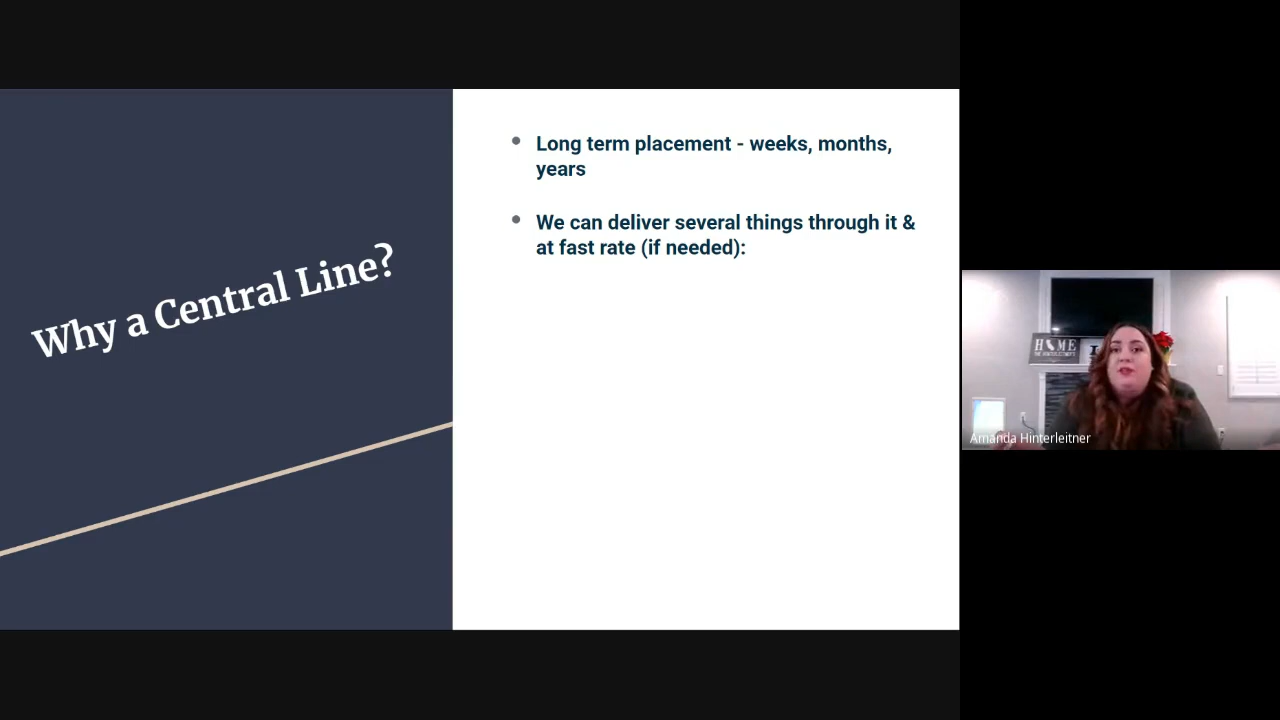 Why a Central Line?
Long term placement - weeks, months,
years
We can deliver several things through it &
at fast rate (if needed):
HOME
Amanda Hinterleitner